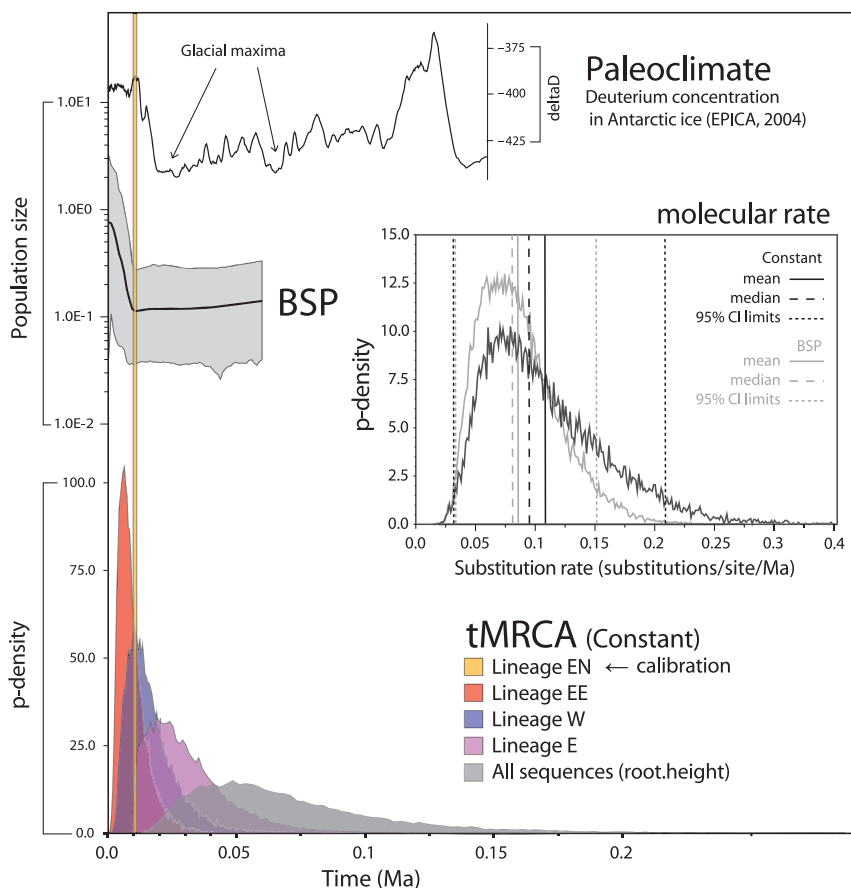 Glacial maxima
−375
−400
−425
deltaD
Paleoclimate
Deuterium concentration
in Antarctic ice (EPICA, 2004)
1.0E1
1.0E0
1.0E-1
1.0E-2
Population size
BSP
molecular rate
15.0
12.5
10.0
7.5
5.0
2.5
0.0
p-density
Constant
mean
median
95% CI limits
BSP
mean
median
95% CI limits
0.0 0.05 0.1 0.15 0.2 0.25 0.3 0.4
Substitution rate (substitutions/site/Ma)
100.0
75.0
50.0
25.0
0.0
p-density
tMRCA (Constant)
Lineage EN ← calibration
Lineage EE
Lineage W
Lineage E
All sequences (root.height)
0.0 0.05 0.1 0.15 0.2
Time (Ma)